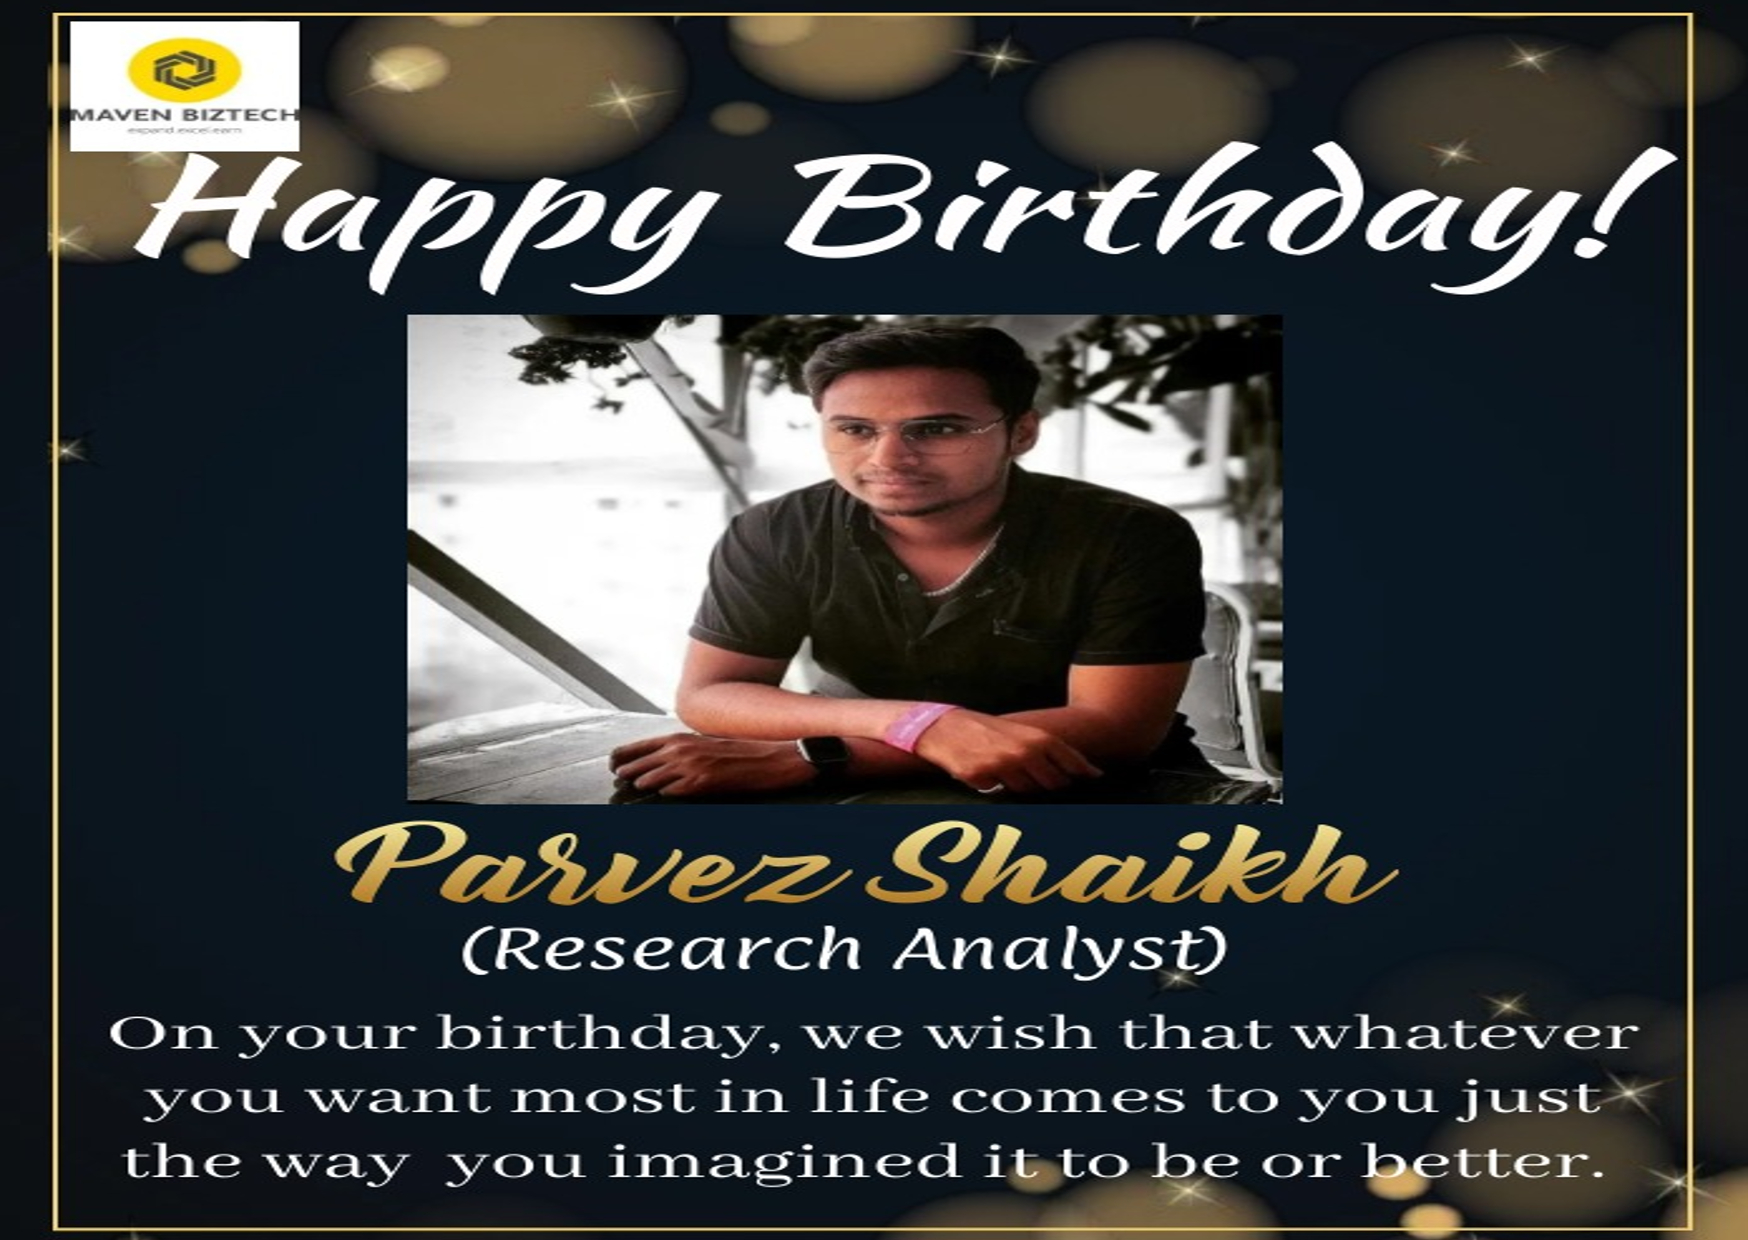 MAVEN BIZTECH
expand.excel.earn
Happy Birthday!
Parvez Shaikh
(Research Analyst)
On your birthday, we wish that whatever
you want most in life comes to you just
the way you imagined it to be or better.